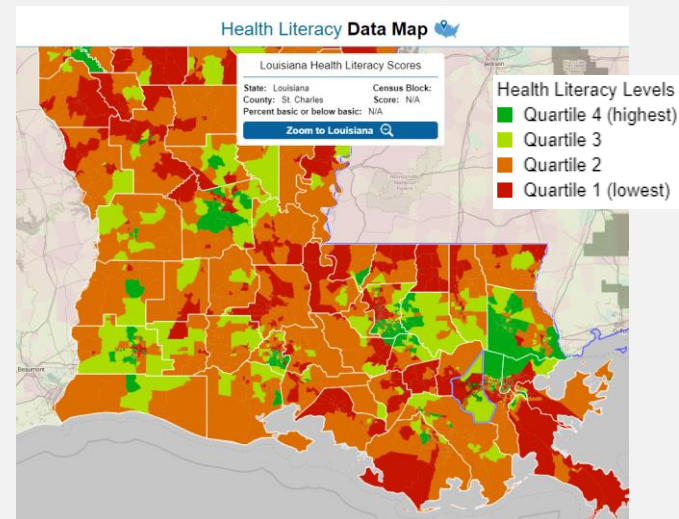 Health Literacy Data Map
Louisiana Health Literacy Scores
State: Louisiana Census Block:
County: St. Charles Score: N/A
Percent basic or below basic: N/A
Zoom to Louisiana
Health Literacy Levels
Quartile 4 (highest)
Quartile 3
Quartile 2
Quartile 1 (lowest)
Beaumont